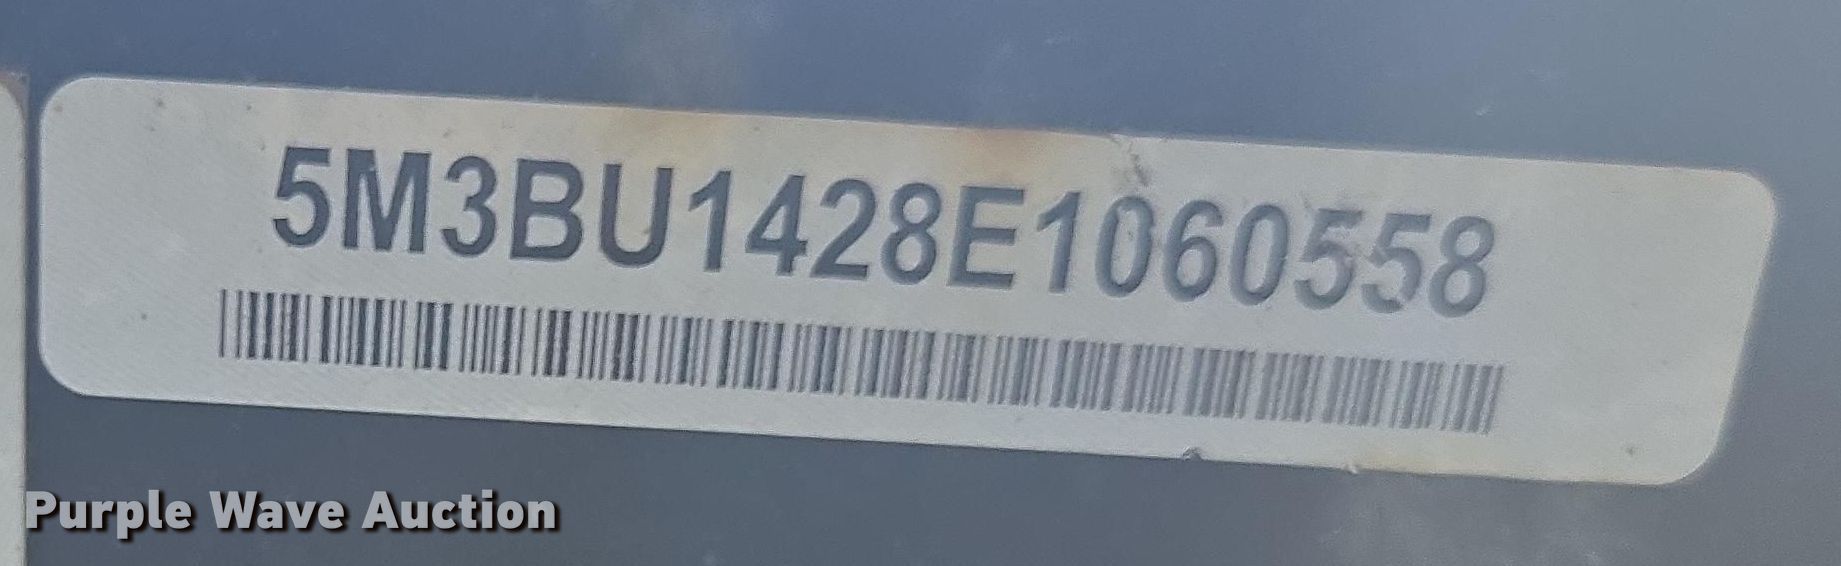 5M3BU1428E1060558
Purple Wave Auction